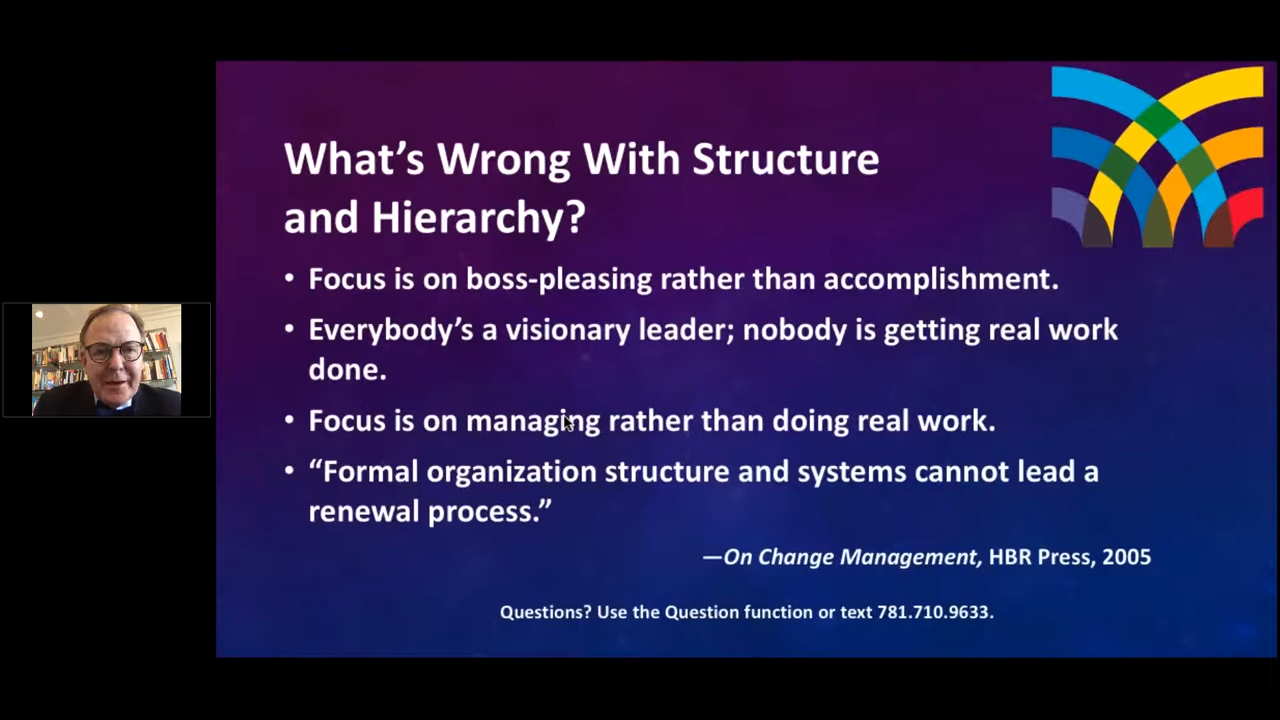 What’s Wrong With Structure
and Hierarchy?
• Focus is on boss-pleasing rather than accomplishment.
• Everybody’s a visionary leader; nobody is getting real work
done.
• Focus is on managing rather than doing real work.
• “Formal organization structure and systems cannot lead a
renewal process.”
—On Change Management, HBR Press, 2005
Questions? Use the Question function or text 781.710.9633.